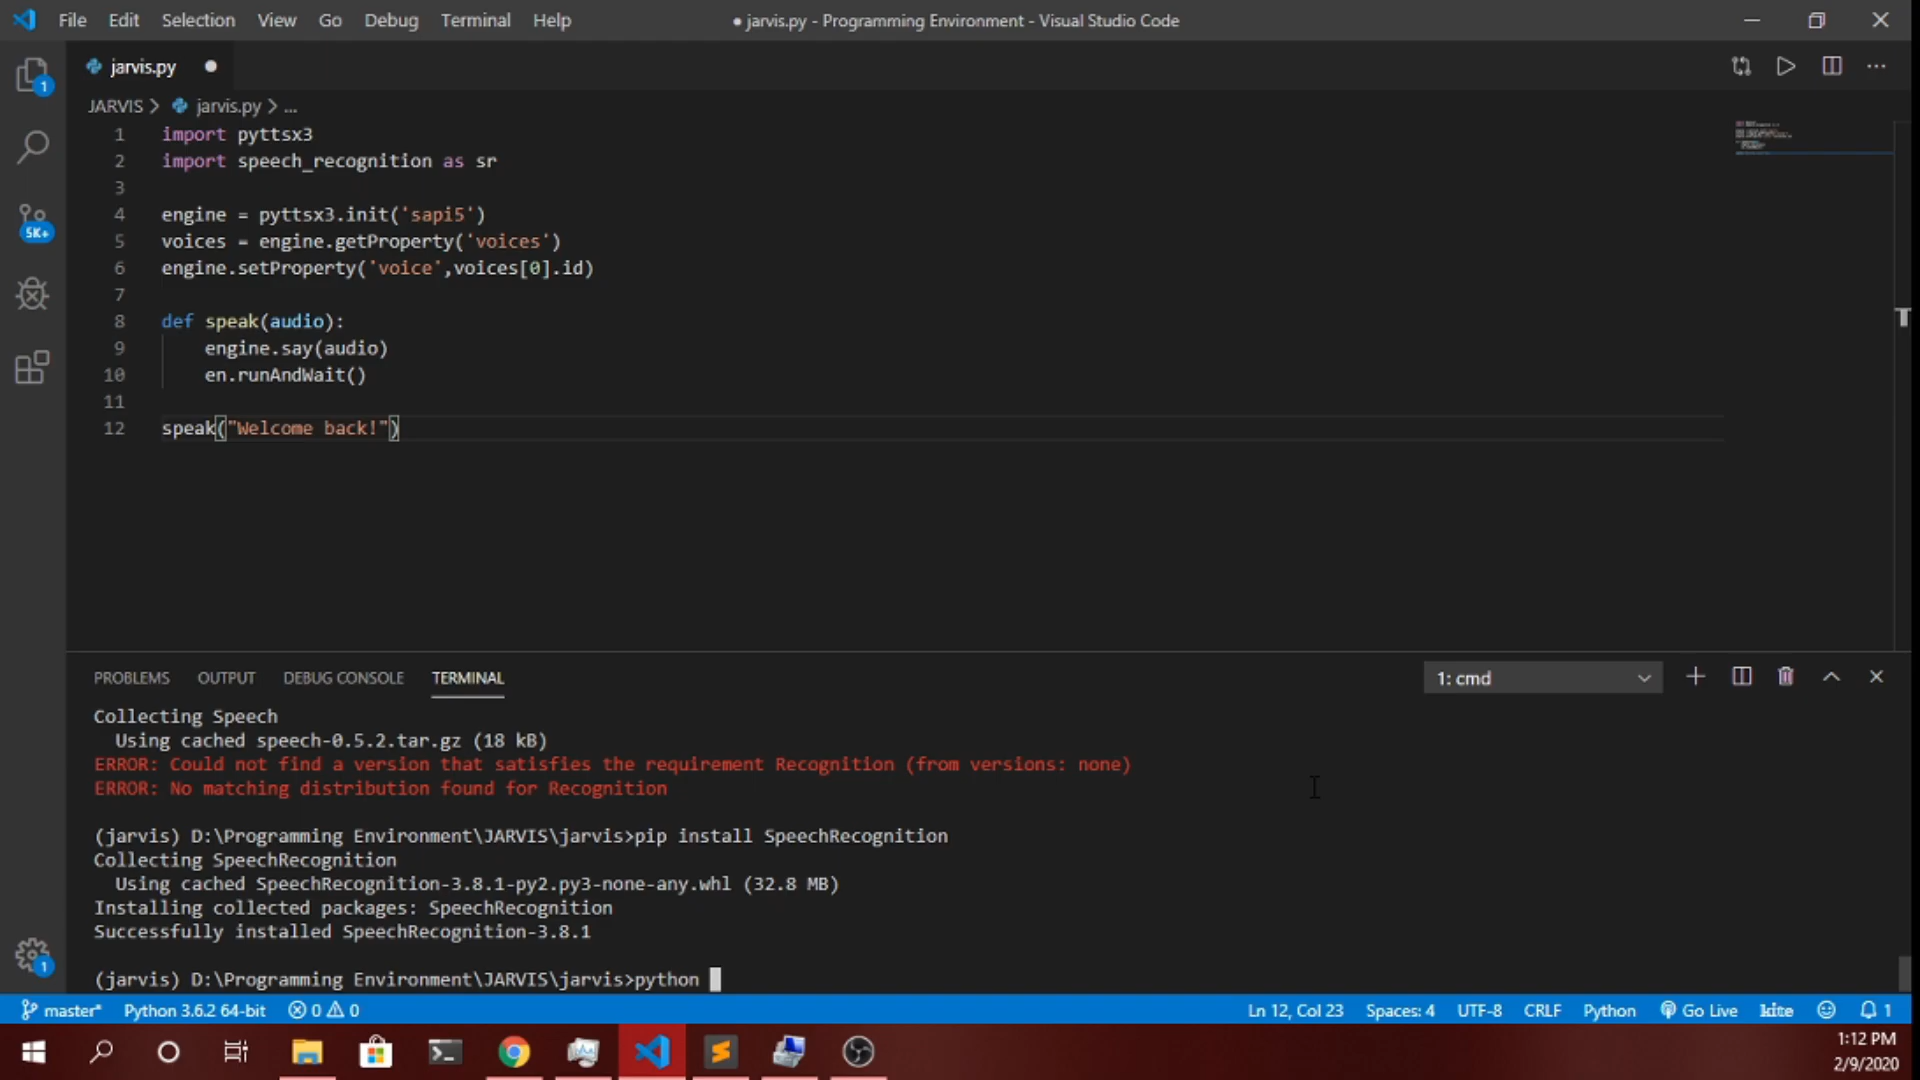 File Edit Selection View Go Debug Terminal Help ● jarvis.py - Programming Environment - Visual Studio Code
jarvis.py
JARVIS > jarvis.py > ...
1 import pyttsx3
2 import speech_recognition as sr
3
4 engine = pyttsx3.init('sapi5')
5 voices = engine.getProperty('voices')
6 engine.setProperty('voice',voices[0].id)
7
8 def speak(audio):
9     engine.say(audio)
10     en.runAndWait()
11
12 speak("Welcome back!")
1
5K+
PROBLEMS OUTPUT DEBUG CONSOLE TERMINAL 1: cmd
Collecting Speech
  Using cached speech-0.5.2.tar.gz (18 kB)
ERROR: Could not find a version that satisfies the requirement Recognition (from versions: none)
ERROR: No matching distribution found for Recognition
(jarvis) D:\Programming Environment\JARVIS\jarvis>pip install SpeechRecognition
Collecting SpeechRecognition
  Using cached SpeechRecognition-3.8.1-py2.py3-none-any.whl (32.8 MB)
Installing collected packages: SpeechRecognition
Successfully installed SpeechRecognition-3.8.1
(jarvis) D:\Programming Environment\JARVIS\jarvis>python
1
master* Python 3.6.2 64-bit 0 0 Ln 12, Col 23 Spaces: 4 UTF-8 CRLF Python Go Live kite 1
1:12 PM
2/9/2020